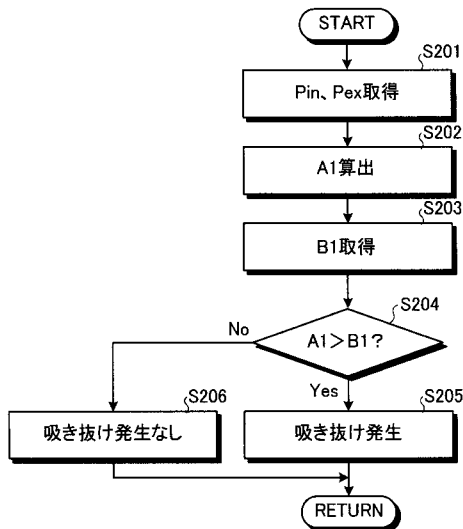 START
S201
Pin、Pex取得
S202
A1算出
S203
B1取得
S204
A1>B1?
No
Yes
S206
吸き抜け発生なし
S205
吸き抜け発生
RETURN